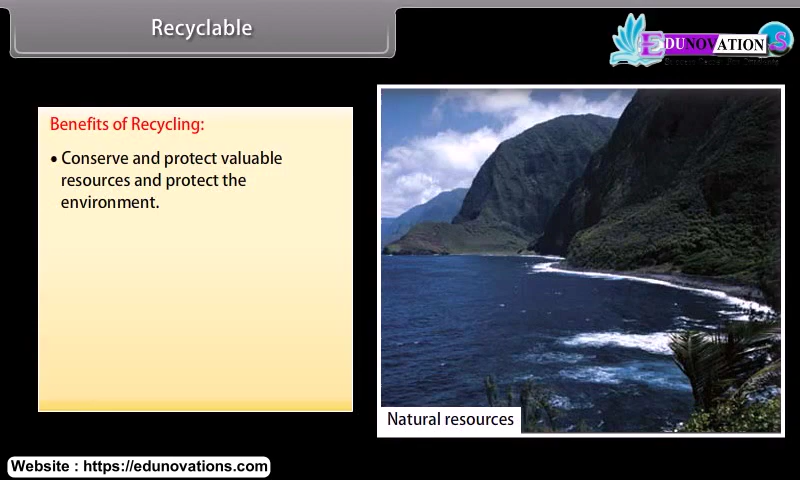 Recyclable
EDUNOVATION.S
Benefits of Recycling:
• Conserve and protect valuable
resources and protect the
environment.
Natural resources
Website : https://edunovations.com